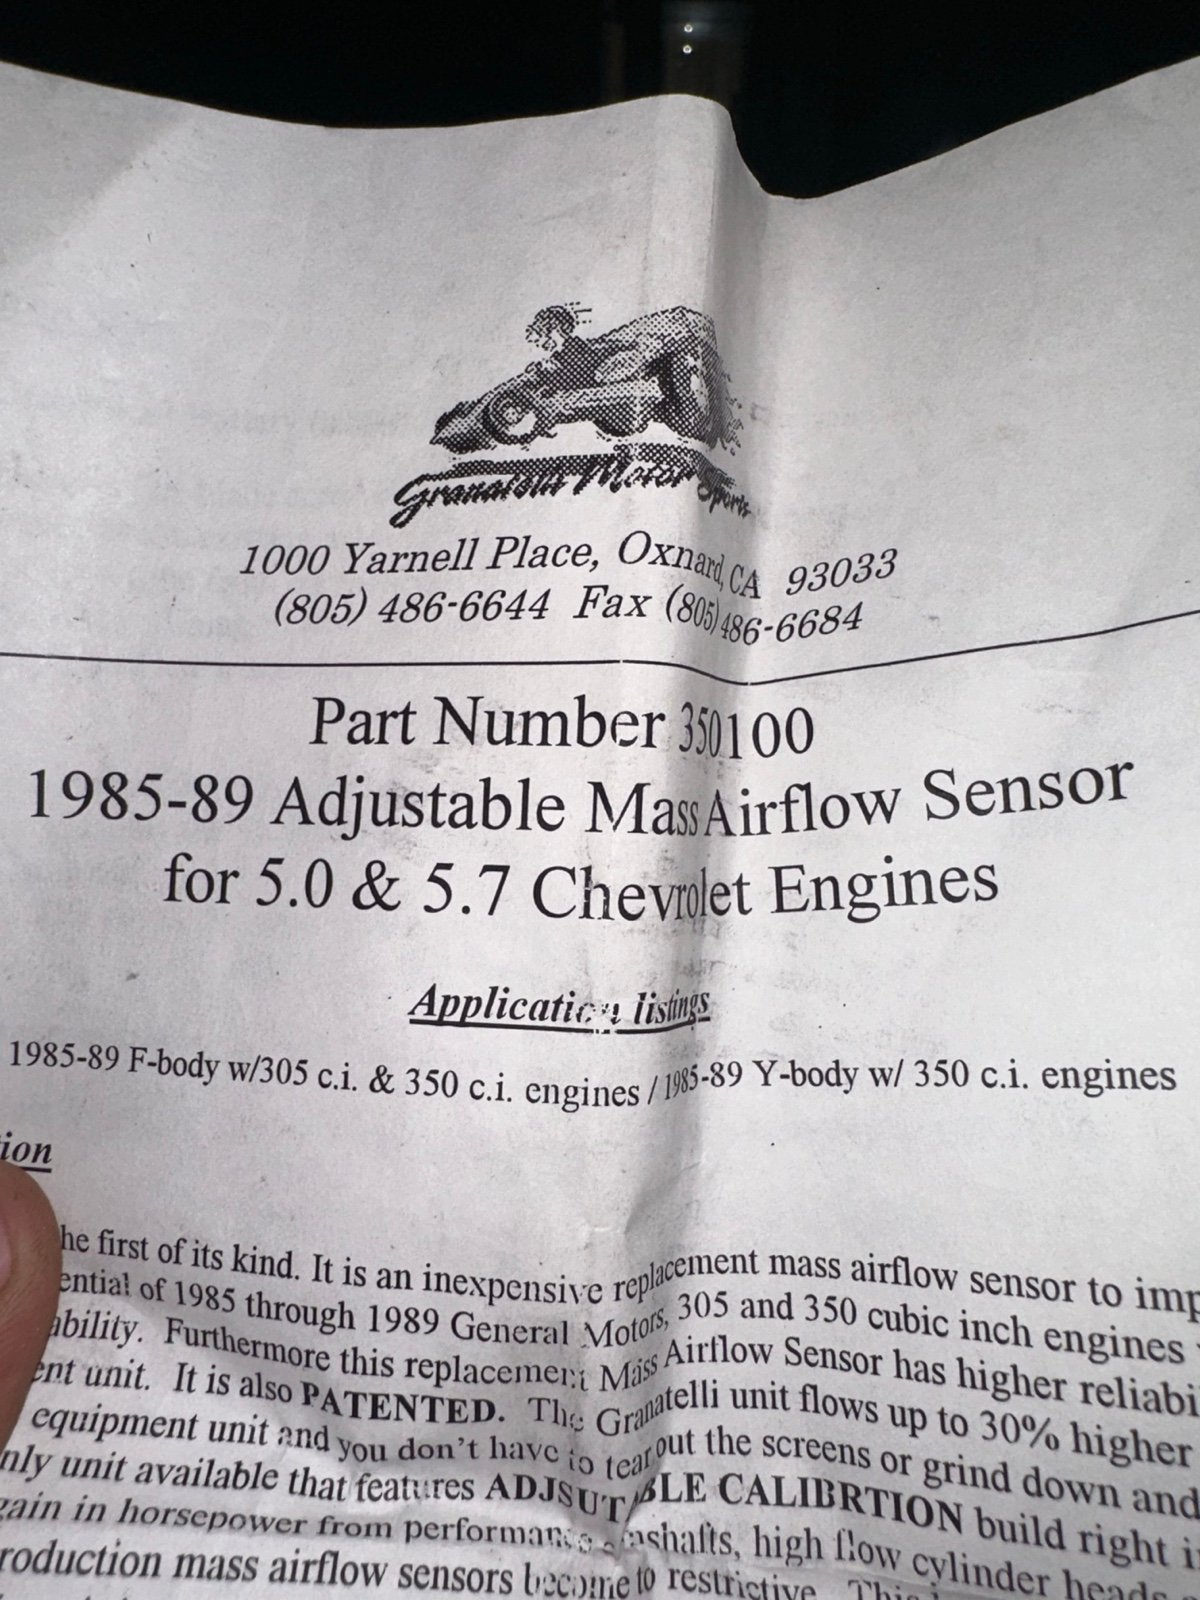 Granatelli Motor Sports
1000 Yarnell Place, Oxnard, CA 93033
(805) 486-6644 Fax (805) 486-6684
Part Number 350100
1985-89 Adjustable Mass Airflow Sensor
for 5.0 & 5.7 Chevrolet Engines
Application listings
1985-89 F-body w/305 c.i. & 350 c.i. engines / 1985-89 Y-body w/ 350 c.i. engines
tion
he first of its kind. It is an inexpensive replacement mass airflow sensor to imp
ential of 1985 through 1989 General Motors, 305 and 350 cubic inch engines
ability. Furthermore this replacement Mass Airflow Sensor has higher reliabi
ent unit. It is also PATENTED. The Granatelli unit flows up to 30% higher
equipment unit and you don't have to tear out the screens or grind down and
nly unit available that features ADJSUTABLE CALIBRTION build right i
gain in horsepower from performance camshafts, high flow cylinder heads
roduction mass airflow sensors become to restrictive. This i